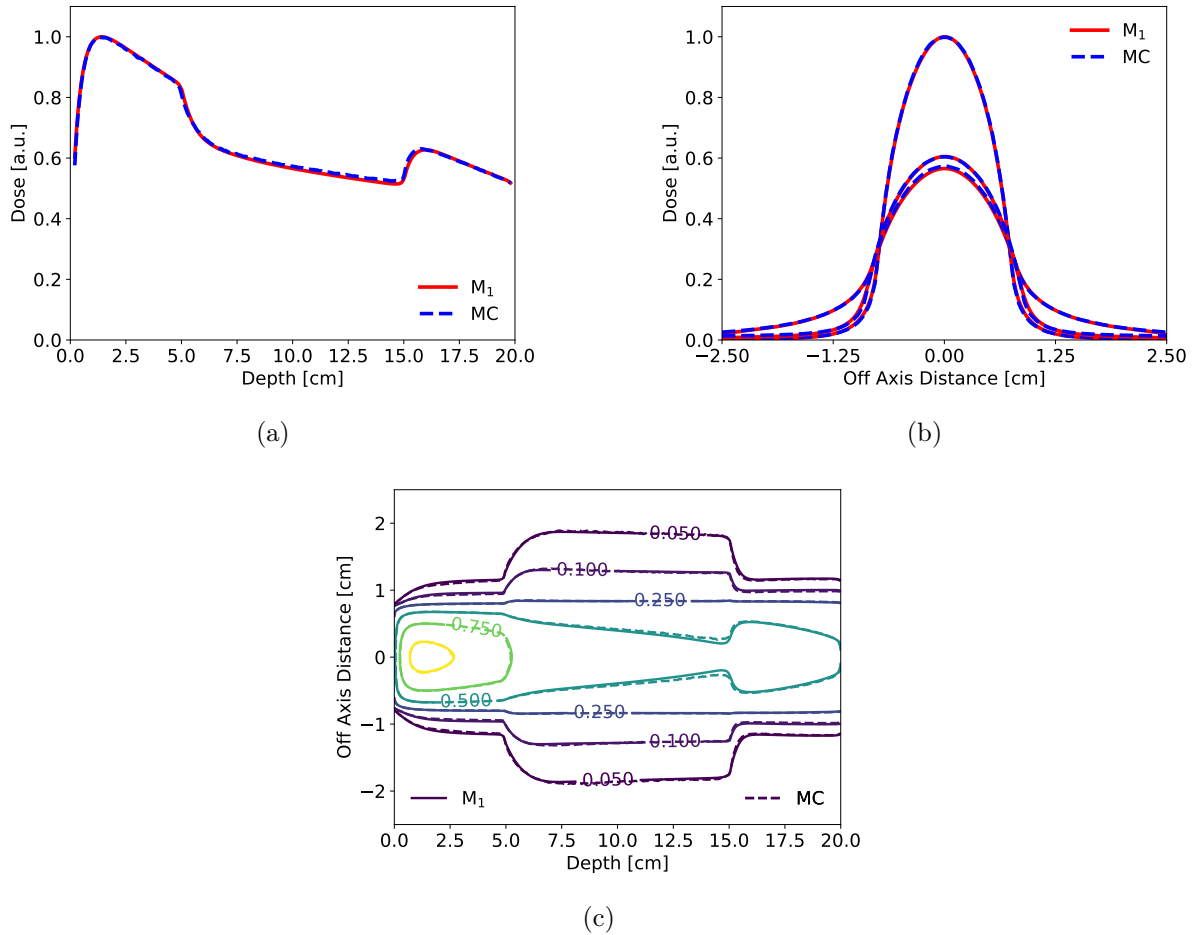 1.0
0.8
0.6
0.4
0.2
0.0
Dose [a.u.]
M₁
MC
0.0 2.5 5.0 7.5 10.0 12.5 15.0 17.5 20.0
Depth [cm]
(a)
1.0
0.8
0.6
0.4
0.2
0.0
Dose [a.u.]
M₁
MC
−2.50 −1.25 0.00 1.25 2.50
Off Axis Distance [cm]
(b)
2
1
0
−1
−2
Off Axis Distance [cm]
0.050
0.100
0.250
0.750
0.500
0.250
0.100
0.050
M₁ MC
0.0 2.5 5.0 7.5 10.0 12.5 15.0 17.5 20.0
Depth [cm]
(c)